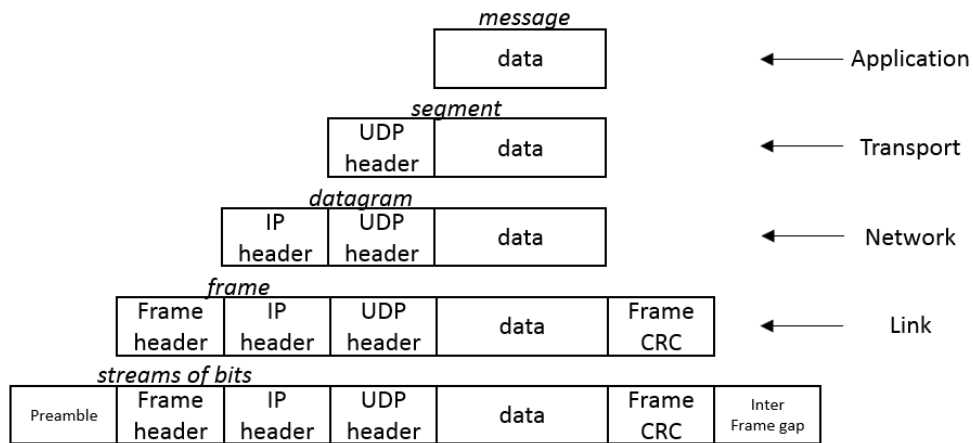 message
data
Application
segment
UDP
header
data
Transport
datagram
IP
header
UDP
header
data
Network
frame
Frame
header
IP
header
UDP
header
data
Frame
CRC
Link
streams of bits
Preamble
Frame
header
IP
header
UDP
header
data
Frame
CRC
Inter
Frame gap